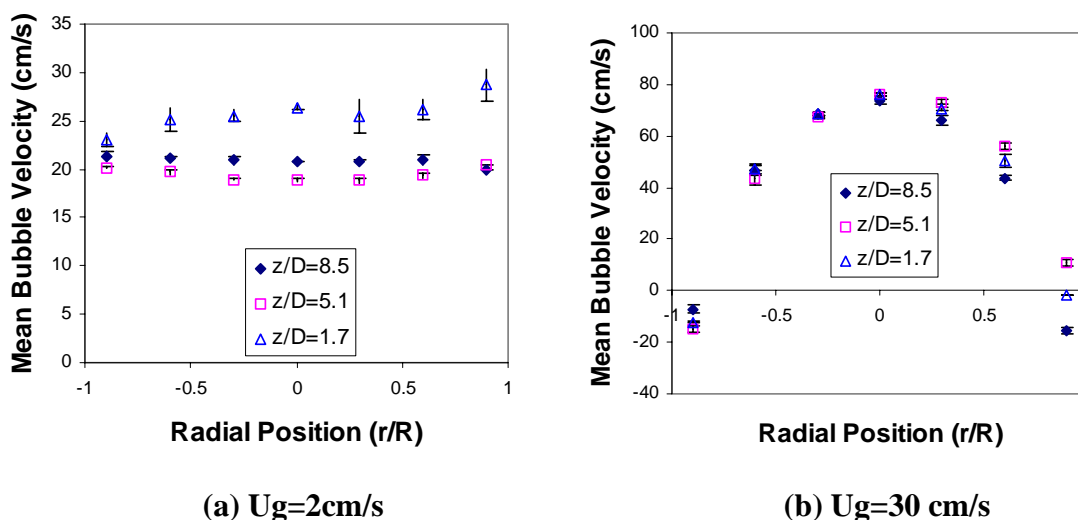 Mean Bubble Velocity (cm/s)
35
30
25
20
15
10
5
0
-1
-0.5
0
0.5
1
z/D=8.5
z/D=5.1
z/D=1.7
Radial Position (r/R)
(a) Ug=2cm/s
Mean Bubble Velocity (cm/s)
100
80
60
40
20
0
-20
-40
-1
-0.5
0
0.5
z/D=8.5
z/D=5.1
z/D=1.7
Radial Position (r/R)
(b) Ug=30 cm/s